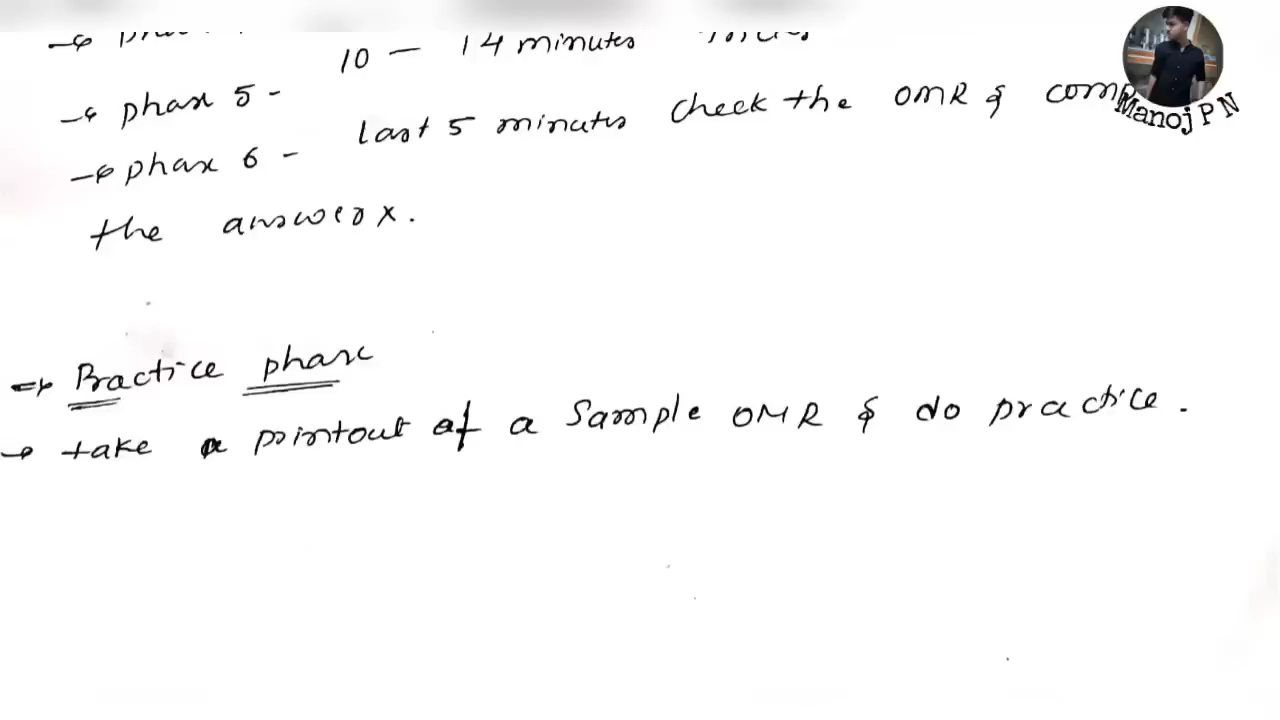 phase 5 - 10 - 14 minutes
phase 6 - last 5 minutes check the OMR &
the answers.
Practice phase
take a printout of a sample OMR & do practice.
Manoj P N